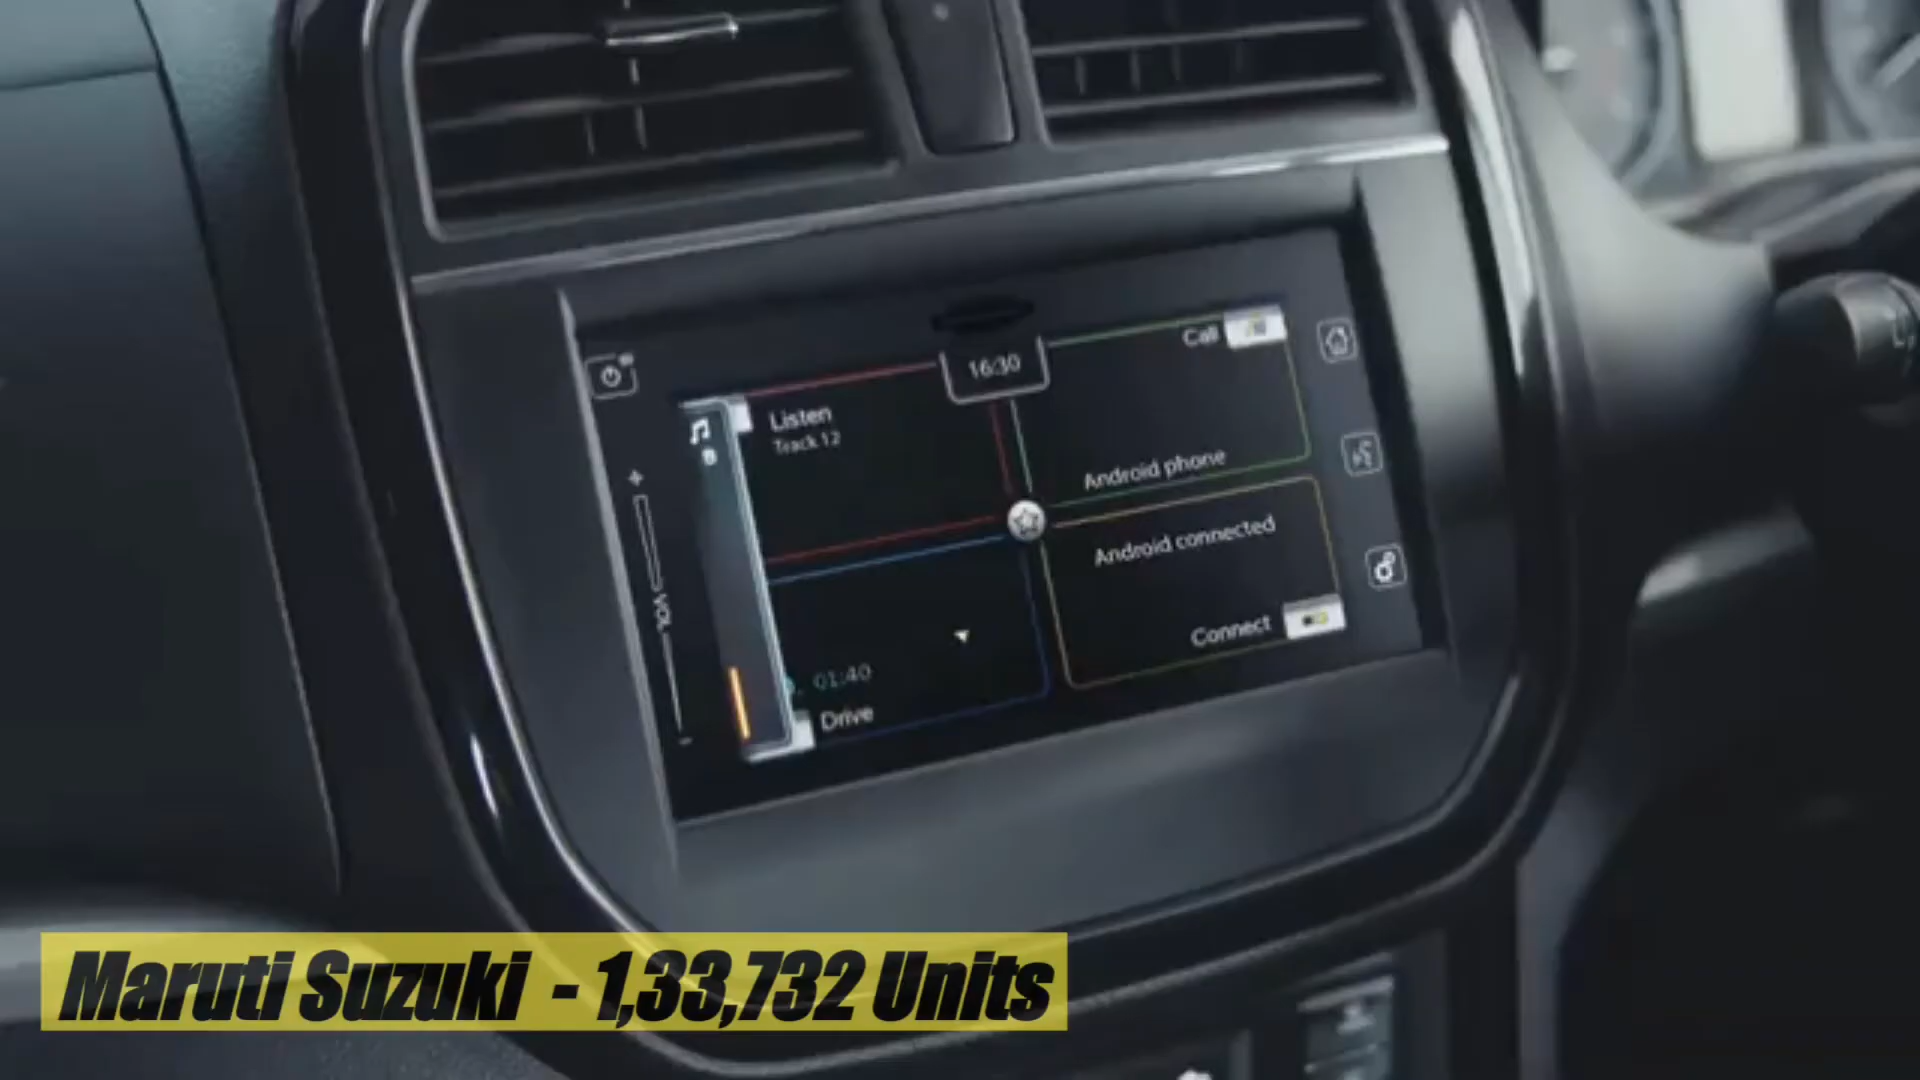 16:30
Call
Listen
Track 12
Android phone
Android connected
VOL
Connect
01:40
Drive
Maruti Suzuki - 1,33,732 Units